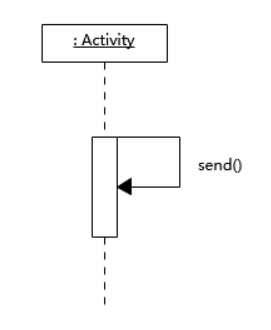 : Activity
send()